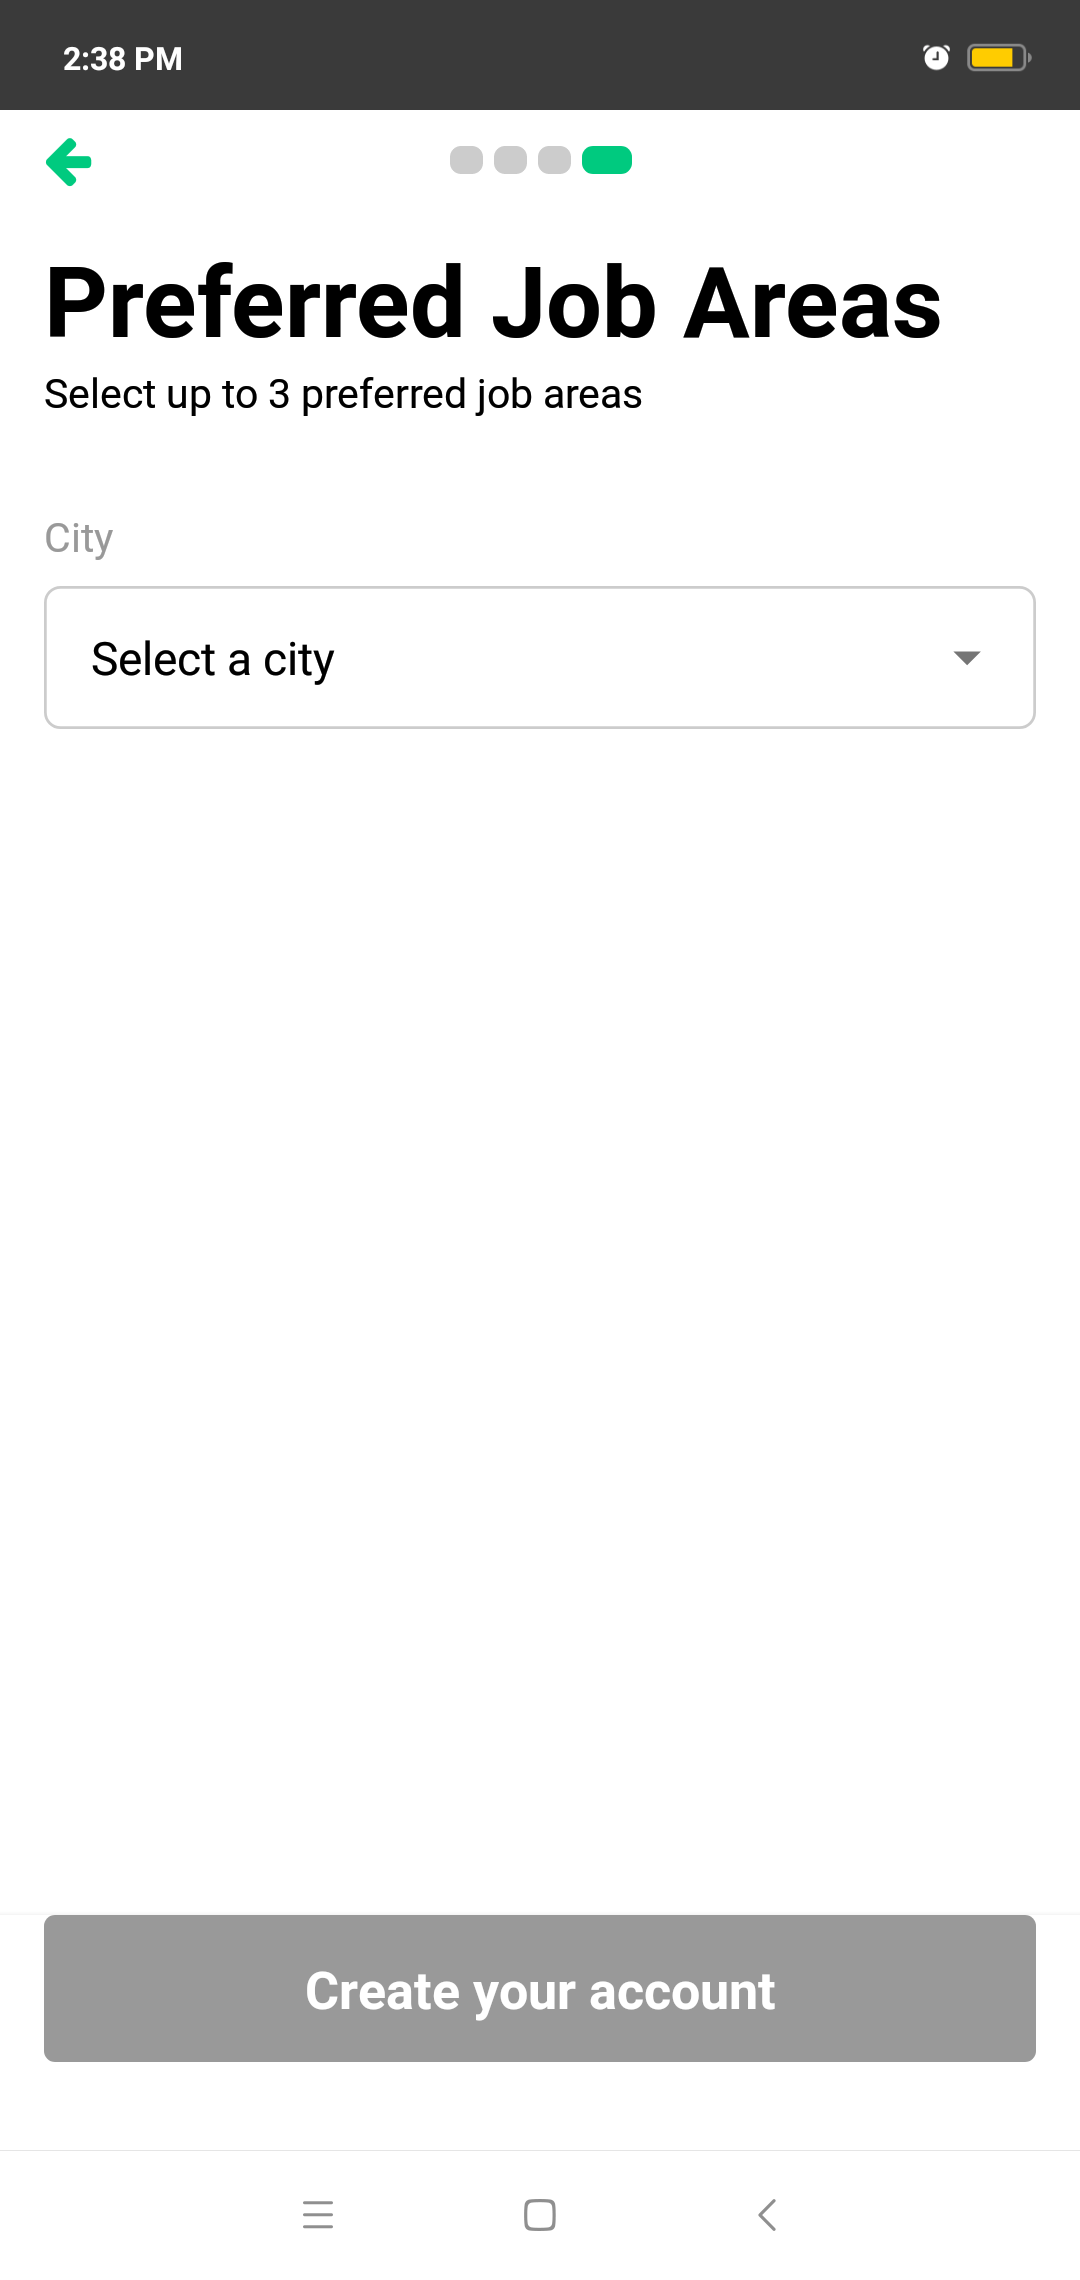 2:38 PM
Preferred Job Areas
Select up to 3 preferred job areas
City
Select a city
Create your account